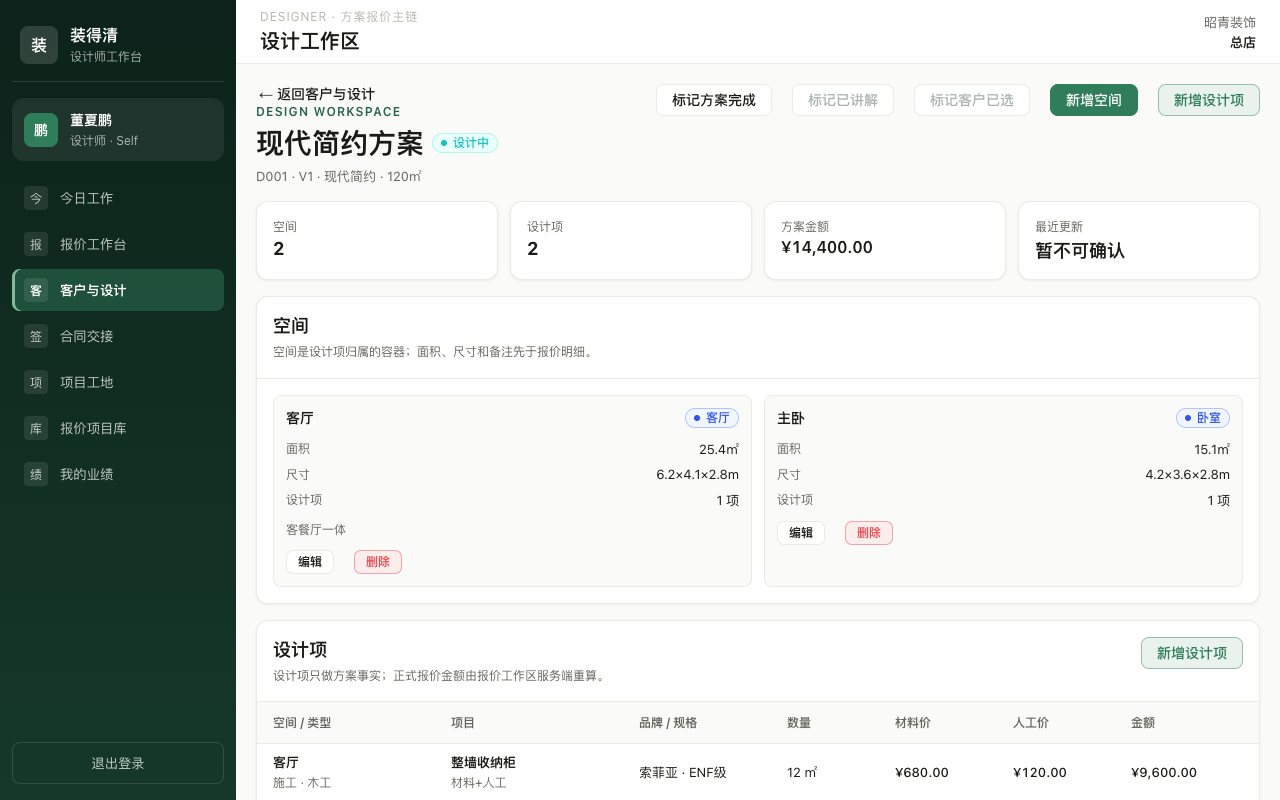 装
装得清
设计师工作台
鹏
董夏鹏
设计师 · Self
今 今日工作
报 报价工作台
客 客户与设计
签 合同交接
项 项目工地
库 报价项目库
绩 我的业绩
退出登录
DESIGNER · 方案报价主链
设计工作区
昭青装饰
总店
← 返回客户与设计
DESIGN WORKSPACE
现代简约方案 设计中
D001 · V1 · 现代简约 · 120㎡
标记方案完成 标记已讲解 标记客户已选 新增空间 新增设计项
空间
2
设计项
2
方案金额
¥14,400.00
最近更新
暂不可确认
空间
空间是设计项归属的容器；面积、尺寸和备注先于报价明细。
客厅 客厅
面积 25.4㎡
尺寸 6.2×4.1×2.8m
设计项 1 项
客餐厅一体
编辑 删除
主卧 卧室
面积 15.1㎡
尺寸 4.2×3.6×2.8m
设计项 1 项
编辑 删除
设计项
设计项只做方案事实；正式报价金额由报价工作区服务端重算。
新增设计项
空间 / 类型 项目 品牌 / 规格 数量 材料价 人工价 金额
客厅 整墙收纳柜 索菲亚 · ENF级 12 ㎡ ¥680.00 ¥120.00 ¥9,600.00
施工 · 木工 材料+人工